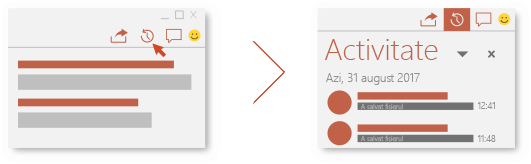 Activitate
Azi, 31 august 2017
A salvat fișierul
12:41
A salvat fișierul
11:48